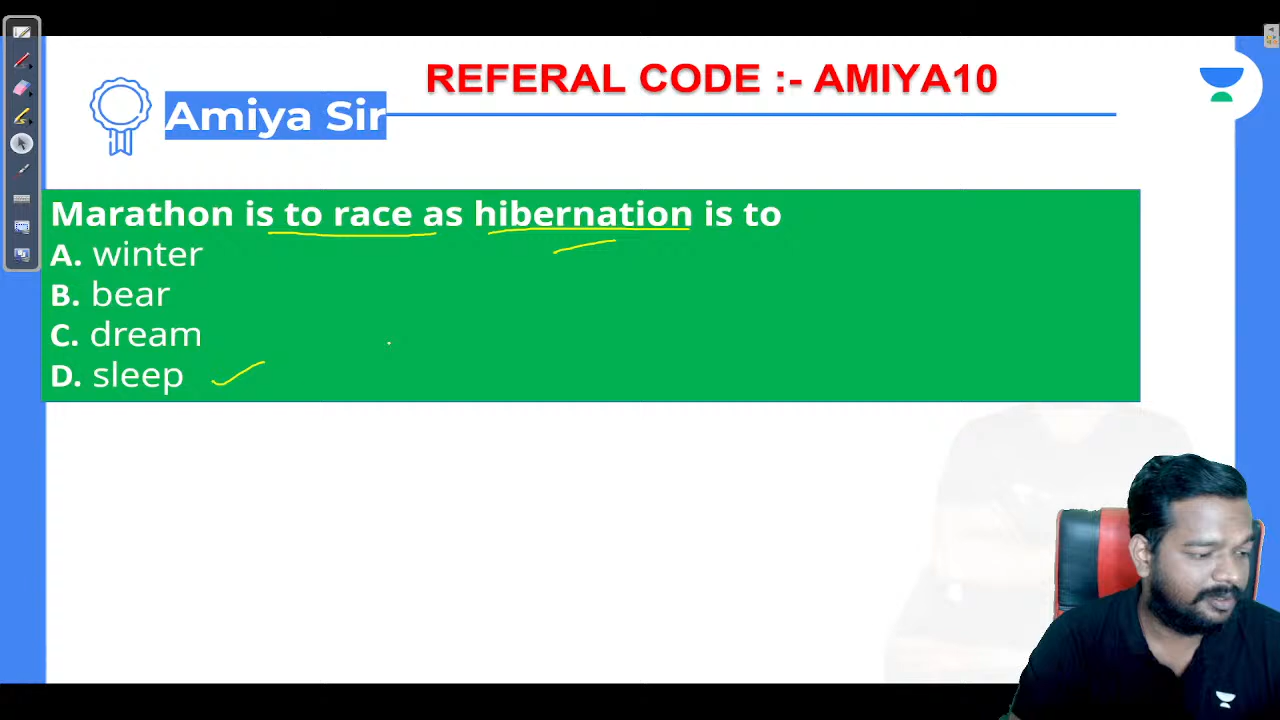 REFERAL CODE :- AMIYA10
Amiya Sir
Marathon is to race as hibernation is to
A. winter
B. bear
C. dream
D. sleep